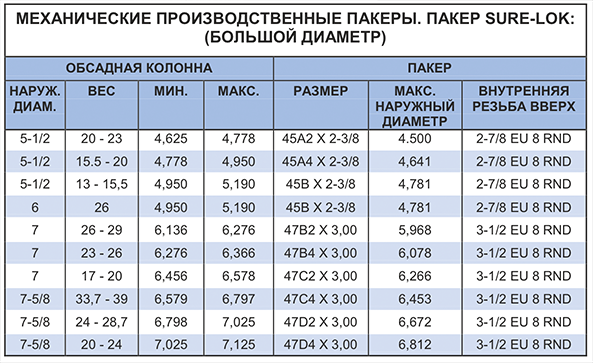 МЕХАНИЧЕСКИЕ ПРОИЗВОДСТВЕННЫЕ ПАКЕРЫ. ПАКЕР SURE-LOK:
(БОЛЬШОЙ ДИАМЕТР)
ОБСАДНАЯ КОЛОННА ПАКЕР
НАРУЖ. ДИАМ. ВЕС МИН. МАКС. РАЗМЕР МАКС. НАРУЖНЫЙ ДИАМЕТР ВНУТРЕННЯЯ РЕЗЬБА ВВЕРХ
5-1/2 20 - 23 4,625 4,778 45A2 X 2-3/8 4.500 2-7/8 EU 8 RND
5-1/2 15.5 - 20 4,778 4,950 45A4 X 2-3/8 4,641 2-7/8 EU 8 RND
5-1/2 13 - 15,5 4,950 5,190 45B X 2-3/8 4,781 2-7/8 EU 8 RND
6 26 4,950 5,190 45B X 2-3/8 4,781 2-7/8 EU 8 RND
7 26 - 29 6,136 6,276 47B2 X 3,00 5,968 3-1/2 EU 8 RND
7 23 - 26 6,276 6,366 47B4 X 3,00 6,078 3-1/2 EU 8 RND
7 17 - 20 6,456 6,578 47C2 X 3,00 6,266 3-1/2 EU 8 RND
7-5/8 33,7 - 39 6,579 6,797 47C4 X 3,00 6,453 3-1/2 EU 8 RND
7-5/8 24 - 28,7 6,798 7,025 47D2 X 3,00 6,672 3-1/2 EU 8 RND
7-5/8 20 - 24 7,025 7,125 47D4 X 3,00 6,812 3-1/2 EU 8 RND